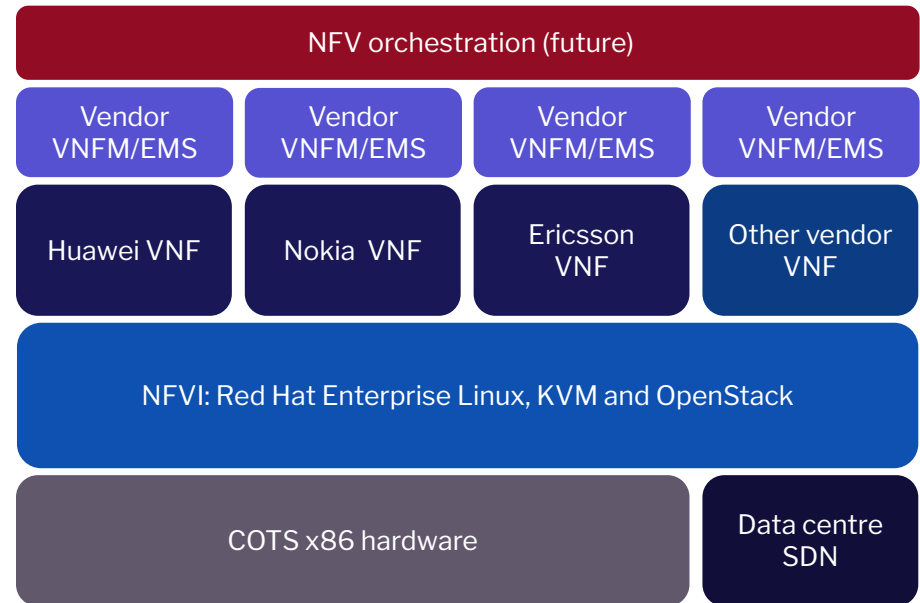 NFV orchestration (future)
Vendor
VNFM/EMS
Vendor
VNFM/EMS
Vendor
VNFM/EMS
Vendor
VNFM/EMS
Huawei VNF
Nokia VNF
Ericsson
VNF
Other vendor
VNF
NFVI: Red Hat Enterprise Linux, KVM and OpenStack
COTS x86 hardware
Data centre
SDN